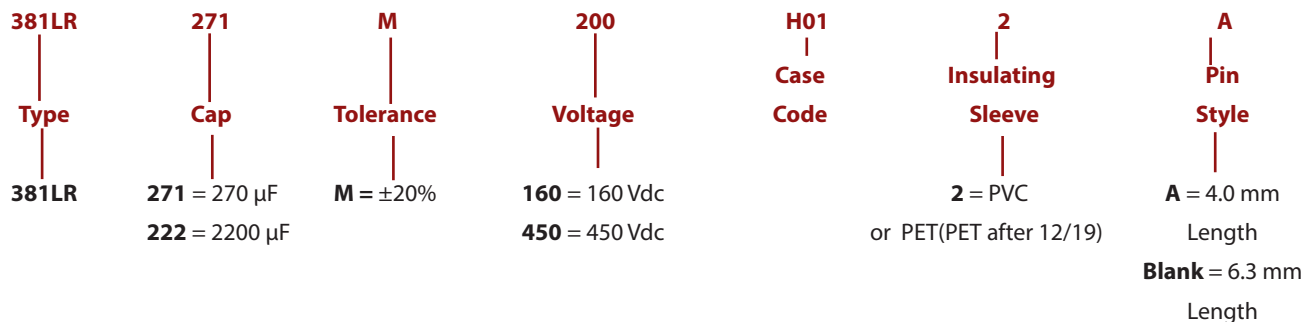 381LR 271 M 200 H01 2 A
Case Insulating Pin
Type Cap Tolerance Voltage Code Sleeve Style
381LR 271 = 270 µF M = ±20% 160 = 160 Vdc 2 = PVC A = 4.0 mm
222 = 2200 µF 450 = 450 Vdc or PET(PET after 12/19) Length
Blank = 6.3 mm
Length